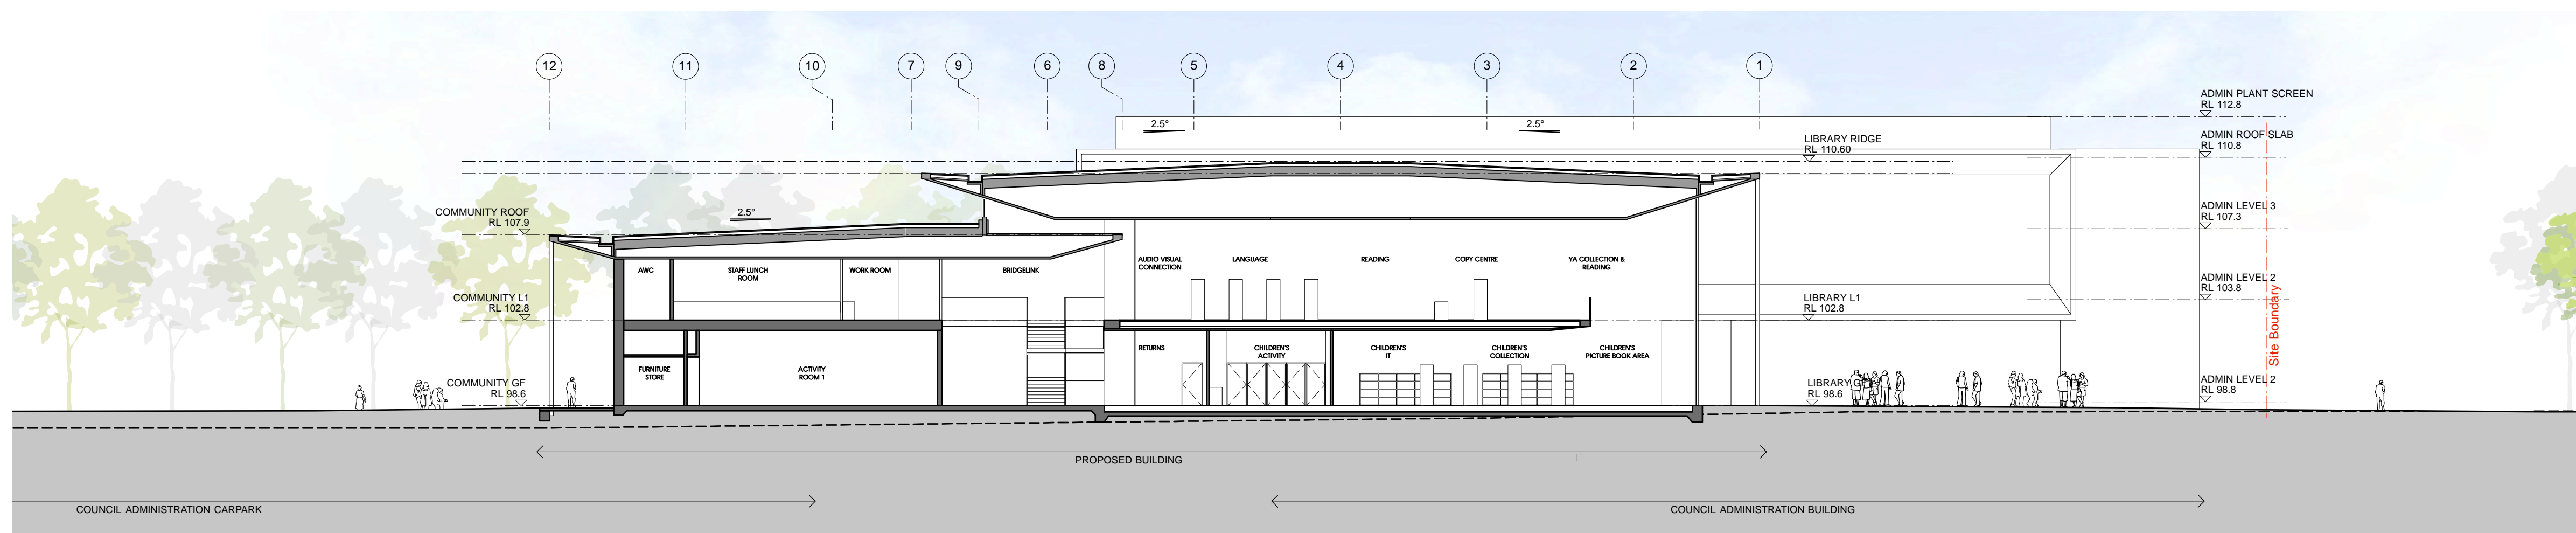 12
11
10
7
9
6
8
5
4
3
2
1
2.5°
2.5°
2.5°
ADMIN PLANT SCREEN
RL 112.8
ADMIN ROOF SLAB
RL 110.8
LIBRARY RIDGE
RL 110.60
COMMUNITY ROOF
RL 107.9
ADMIN LEVEL 3
RL 107.3
AWC
STAFF LUNCH
ROOM
WORK ROOM
BRIDGELINK
AUDIO VISUAL
CONNECTION
LANGUAGE
READING
COPY CENTRE
YA COLLECTION &
READING
COMMUNITY L1
RL 102.8
LIBRARY L1
RL 102.8
ADMIN LEVEL 2
RL 103.8
Site Boundary
FURNITURE
STORE
ACTIVITY
ROOM 1
RETURNS
CHILDREN'S
ACTIVITY
CHILDREN'S
IT
CHILDREN'S
COLLECTION
CHILDREN'S
PICTURE BOOK AREA
COMMUNITY GF
RL 98.6
LIBRARY GF
RL 98.6
ADMIN LEVEL 2
RL 98.8
PROPOSED BUILDING
COUNCIL ADMINISTRATION CARPARK
COUNCIL ADMINISTRATION BUILDING